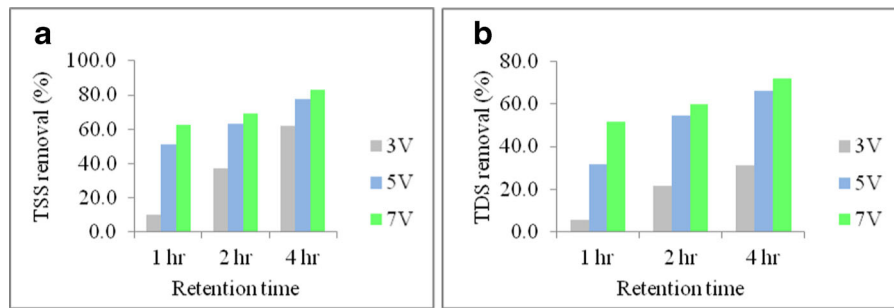 a
100.0
80.0
60.0
40.0
20.0
0.0
TSS removal (%)
1 hr 2 hr 4 hr
Retention time
3V
5V
7V
b
80.0
60.0
40.0
20.0
0.0
TDS removal (%)
1 hr 2 hr 4 hr
Retention time
3V
5V
7V